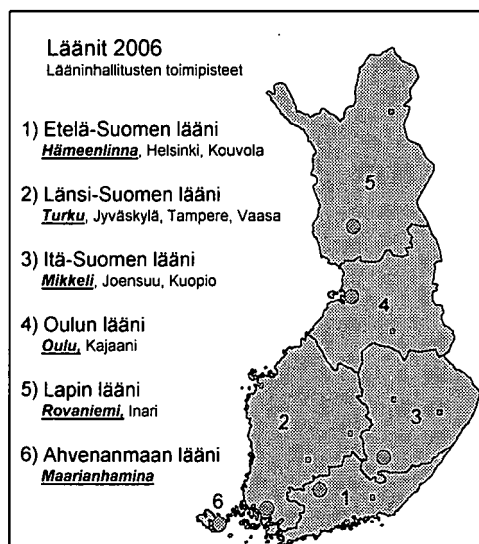 Läänit 2006
Lääninhallitusten toimipisteet
1) Etelä-Suomen lääni
Hämeenlinna, Helsinki, Kouvola
2) Länsi-Suomen lääni
Turku, Jyväskylä, Tampere, Vaasa
3) Itä-Suomen lääni
Mikkeli, Joensuu, Kuopio
4) Oulun lääni
Oulu, Kajaani
5) Lapin lääni
Rovaniemi, Inari
6) Ahvenanmaan lääni
Maarianhamina
5
4
2
3
1
6